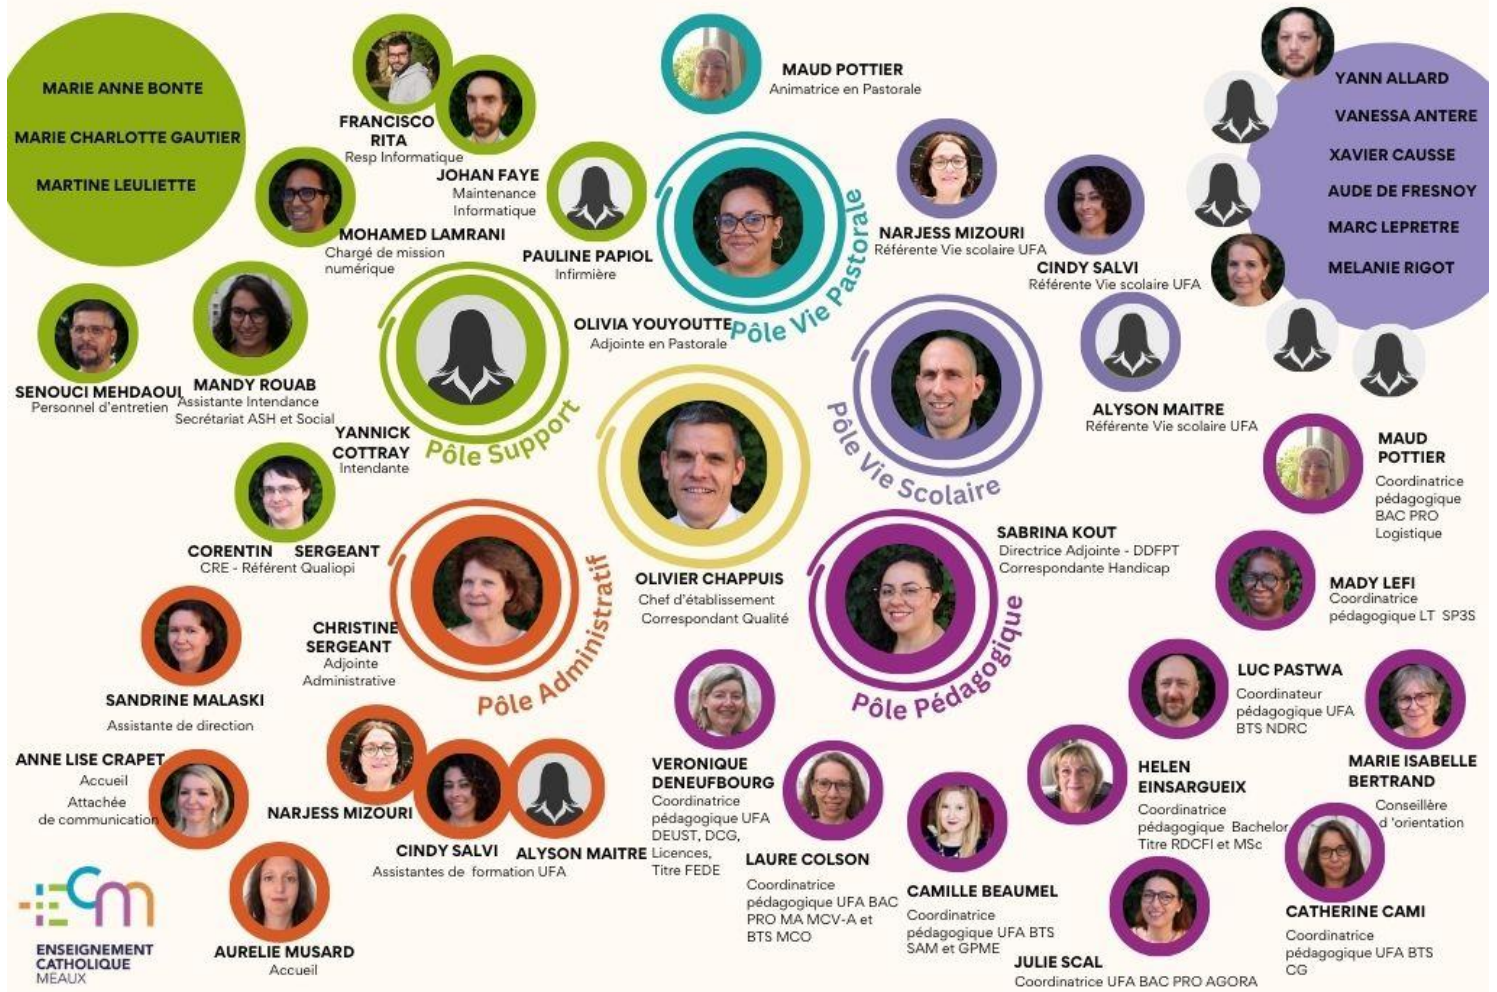 MARIE ANNE BONTE
MARIE CHARLOTTE GAUTIER
MARTINE LEULIETTE
FRANCISCO
RITA
Resp Informatique
JOHAN FAYE
Maintenance
Informatique
MOHAMED LAMRANI
Chargé de mission
numérique
PAULINE PAPIOL
Infirmière
MAUD POTTIER
Animatrice en Pastorale
NARJESS MIZOURI
Référente Vie scolaire UFA
CINDY SALVI
Référente Vie scolaire UFA
YANN ALLARD
VANESSA ANTERE
XAVIER CAUSSE
AUDE DE FRESNOY
MARC LEPRETRE
MELANIE RIGOT
SENOUCI MEHDAOUI
Personnel d'entretien
MANDY ROUAB
Assistante Intendance
Secrétariat ASH et Social
YANNICK
COTTRAY
Intendante
Pôle Support
OLIVIA YOUYOUTTE
Adjointe en Pastorale
Pôle Vie Pastorale
Pôle Vie Scolaire
ALYSON MAITRE
Référente Vie scolaire UFA
CORENTIN SERGEANT
CRE - Référent Qualiopi
OLIVIER CHAPPUIS
Chef d'établissement
Correspondant Qualité
SABRINA KOUT
Directrice Adjointe - DDFPT
Correspondante Handicap
MAUD
POTTIER
Coordinatrice
pédagogique
BAC PRO
Logistique
MADY LEFI
Coordinatrice
pédagogique LT SP3S
CHRISTINE
SERGEANT
Adjointe
Administrative
Pôle Administratif
Pôle Pédagogique
SANDRINE MALASKI
Assistante de direction
ANNE LISE CRAPET
Accueil
Attachée
de communication
NARJESS MIZOURI
CINDY SALVI
ALYSON MAITRE
Assistantes de formation UFA
AURELIE MUSARD
Accueil
VERONIQUE
DENEUFBOURG
Coordinatrice
pédagogique UFA
DEUST, DCG,
Licences,
Titre FEDE
LAURE COLSON
Coordinatrice
pédagogique UFA BAC
PRO MA MCV-A et
BTS MCO
CAMILLE BEAUMEL
Coordinatrice
pédagogique UFA BTS
SAM et GPME
HELEN
EINSARGUEIX
Coordinatrice
pédagogique Bachelor
Titre RDCFI et MSc
LUC PASTWA
Coordinateur
pédagogique UFA
BTS NDRC
MARIE ISABELLE
BERTRAND
Conseillère
d 'orientation
JULIE SCAL
Coordinatrice UFA BAC PRO AGORA
CATHERINE CAMI
Coordinatrice
pédagogique UFA BTS
CG
ECM
ENSEIGNEMENT
CATHOLIQUE
MEAUX